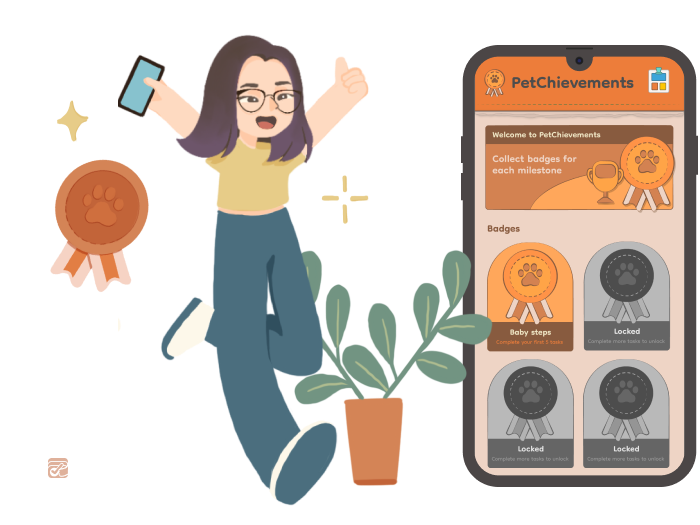 PetChievements
Welcome to PetChievements
Collect badges for
each milestone
Badges
Baby steps
Complete your first 3 tasks
Locked
Complete more tasks to unlock
Locked
Complete more tasks to unlock
Locked
Complete more tasks to unlock